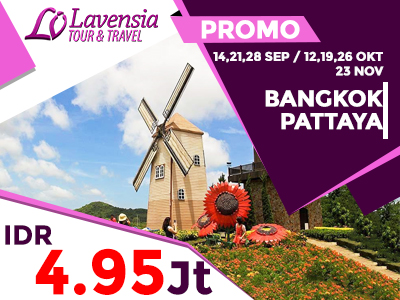 Lavensia
TOUR & TRAVEL
PROMO
14,21,28 SEP / 12,19,26 OKT
23 NOV
BANGKOK
PATTAYA
IDR
4.95Jt